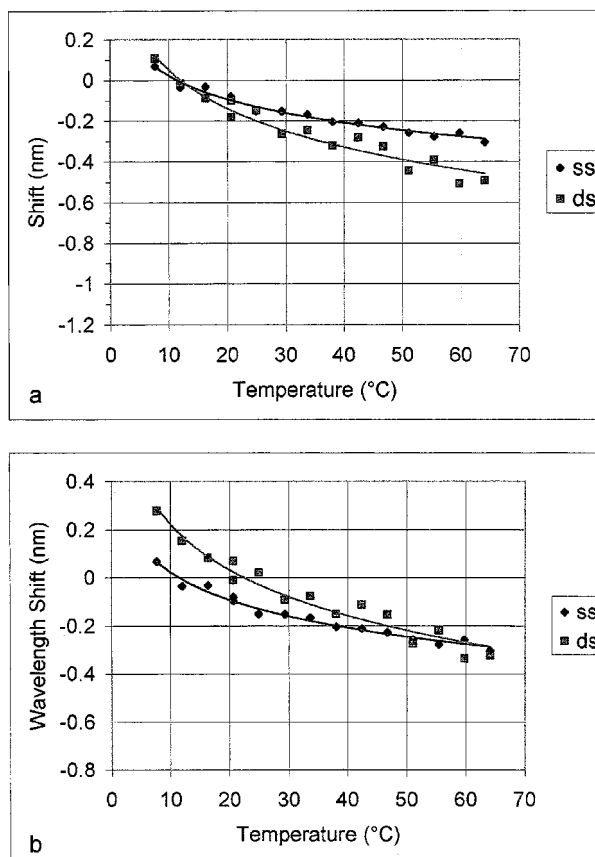 0.2
0
-0.2
-0.4
-0.6
-0.8
-1
-1.2
Shift (nm)
0 10 20 30 40 50 60 70
Temperature (°C)
ss
ds
a
0.4
0.2
0
-0.2
-0.4
-0.6
-0.8
Wavelength Shift (nm)
0 10 20 30 40 50 60 70
Temperature (°C)
ss
ds
b